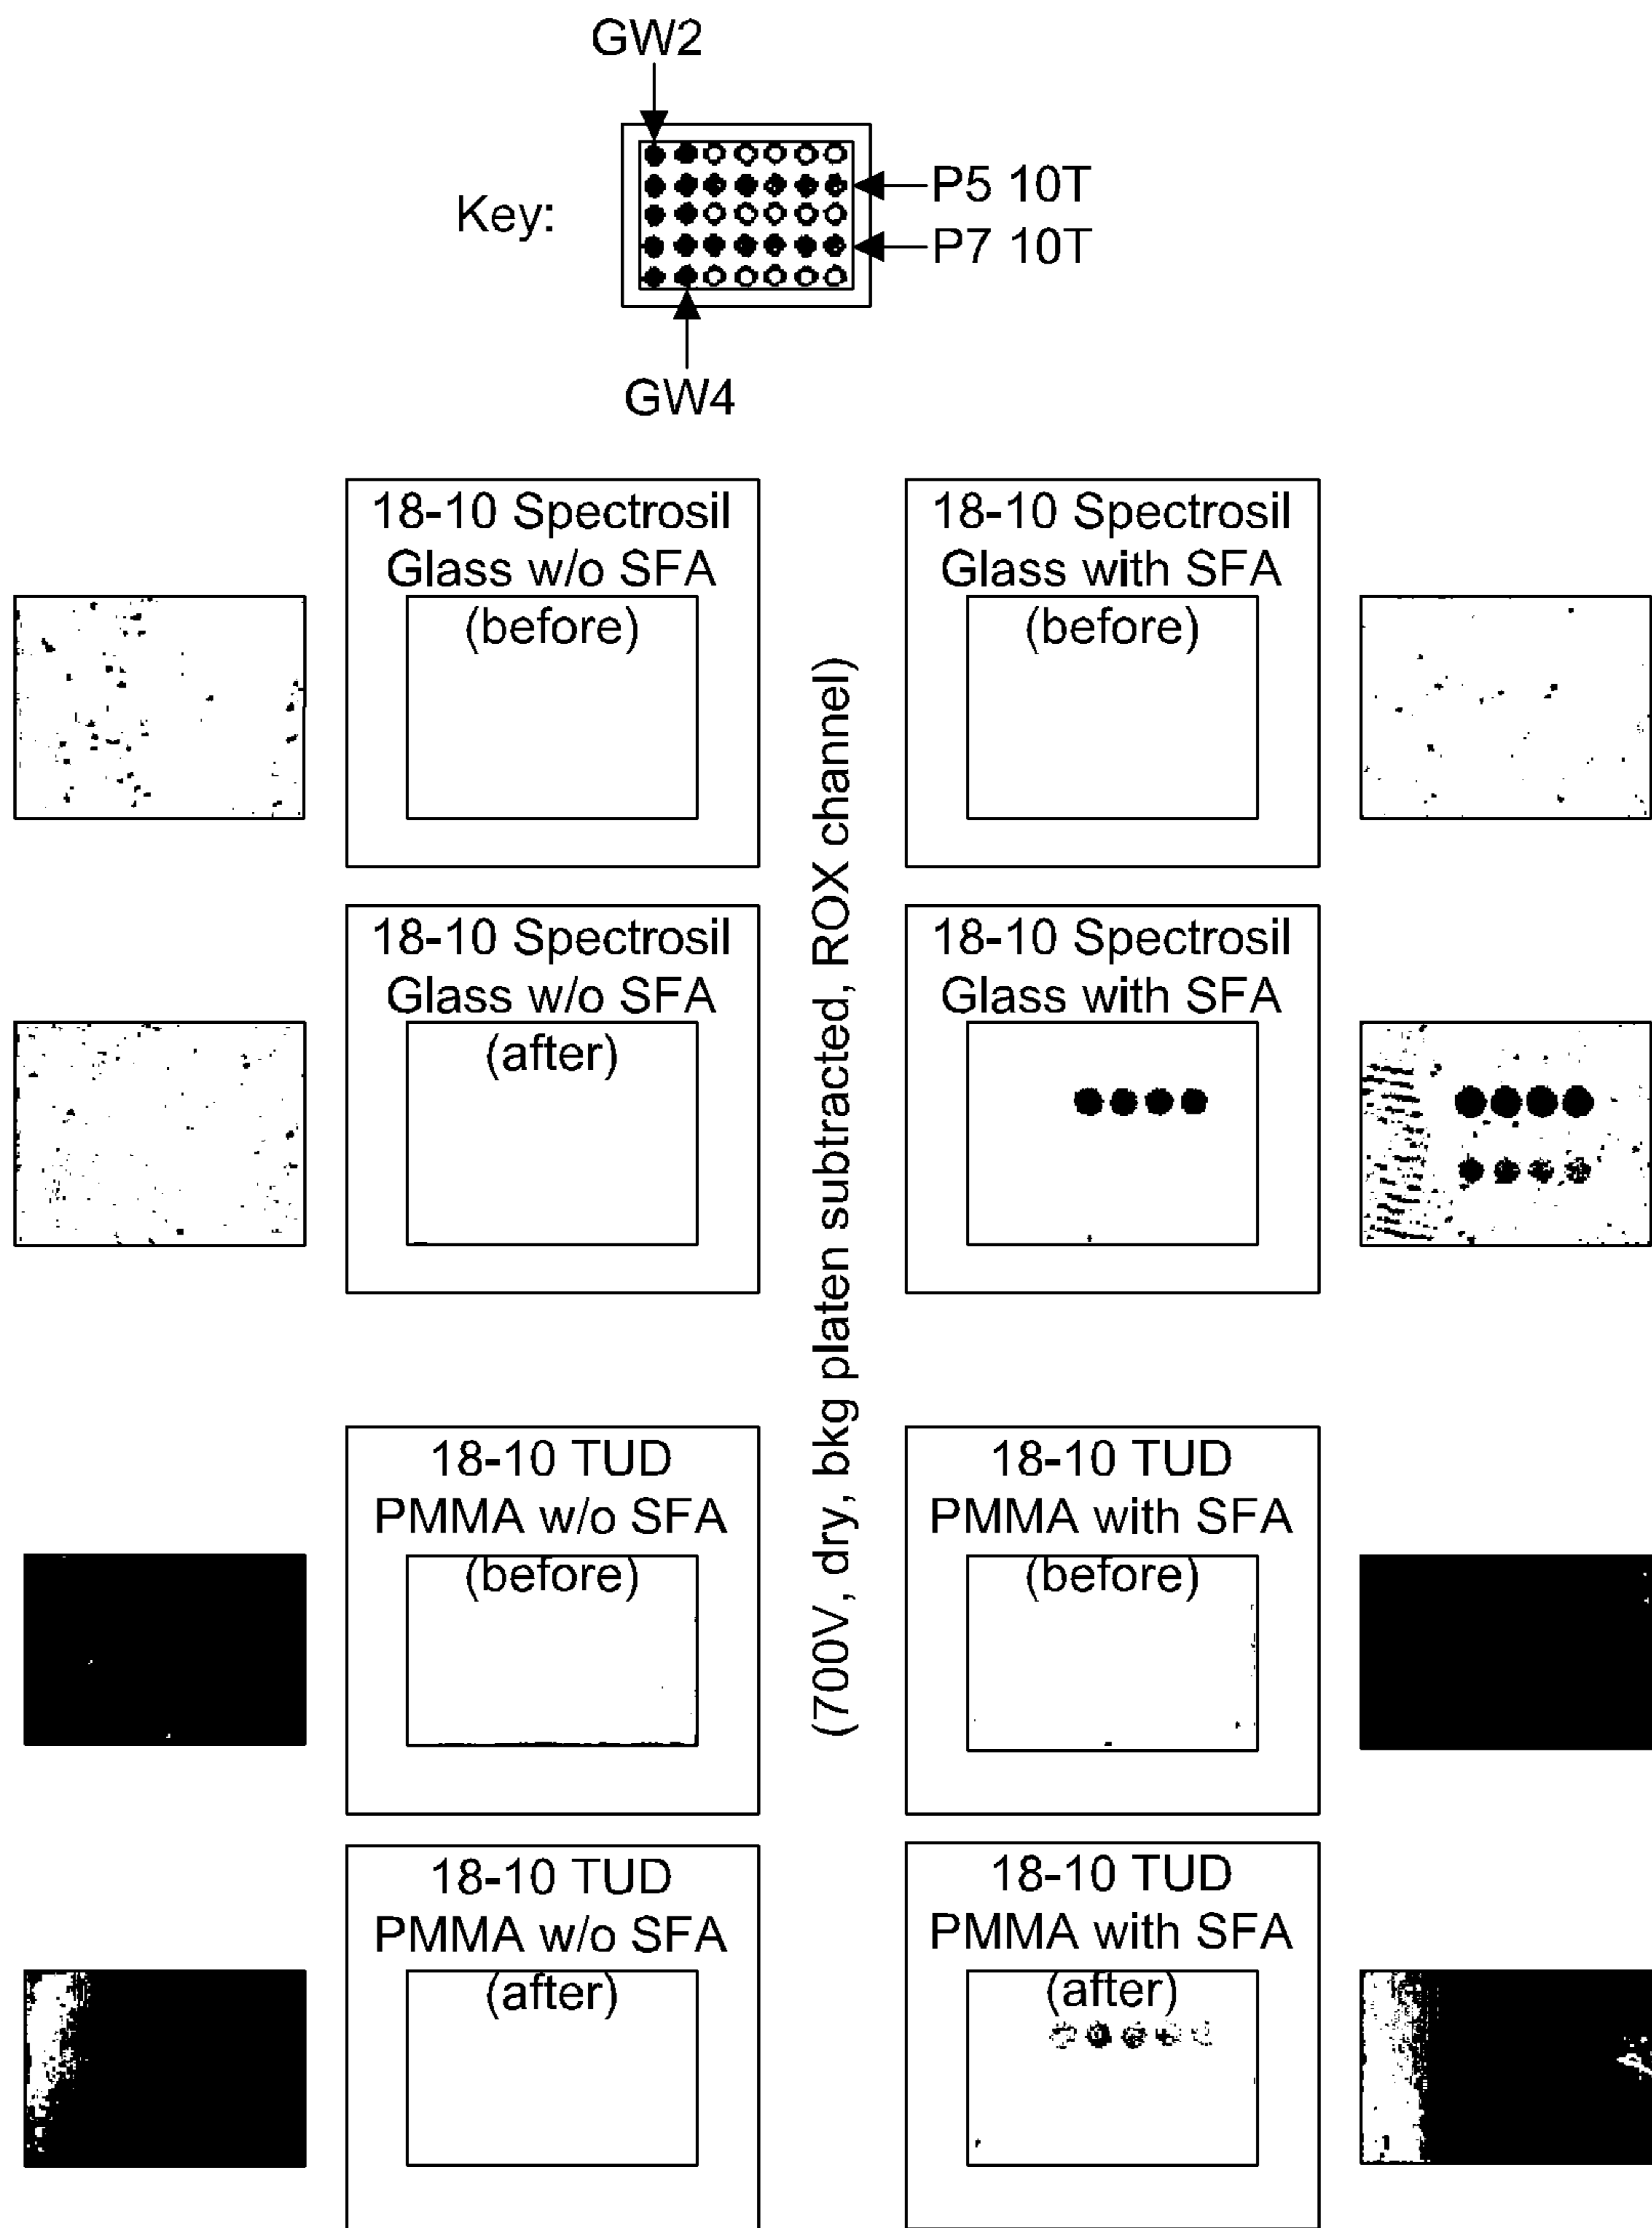 GW2
Key:
P5 10T
P7 10T
GW4
18-10 Spectrosil
Glass w/o SFA
(before)
18-10 Spectrosil
Glass with SFA
(before)
18-10 Spectrosil
Glass w/o SFA
(after)
18-10 Spectrosil
Glass with SFA
(700V, dry, bkg platen subtracted, ROX channel)
18-10 TUD
PMMA w/o SFA
(before)
18-10 TUD
PMMA with SFA
(before)
18-10 TUD
PMMA w/o SFA
(after)
18-10 TUD
PMMA with SFA
(after)